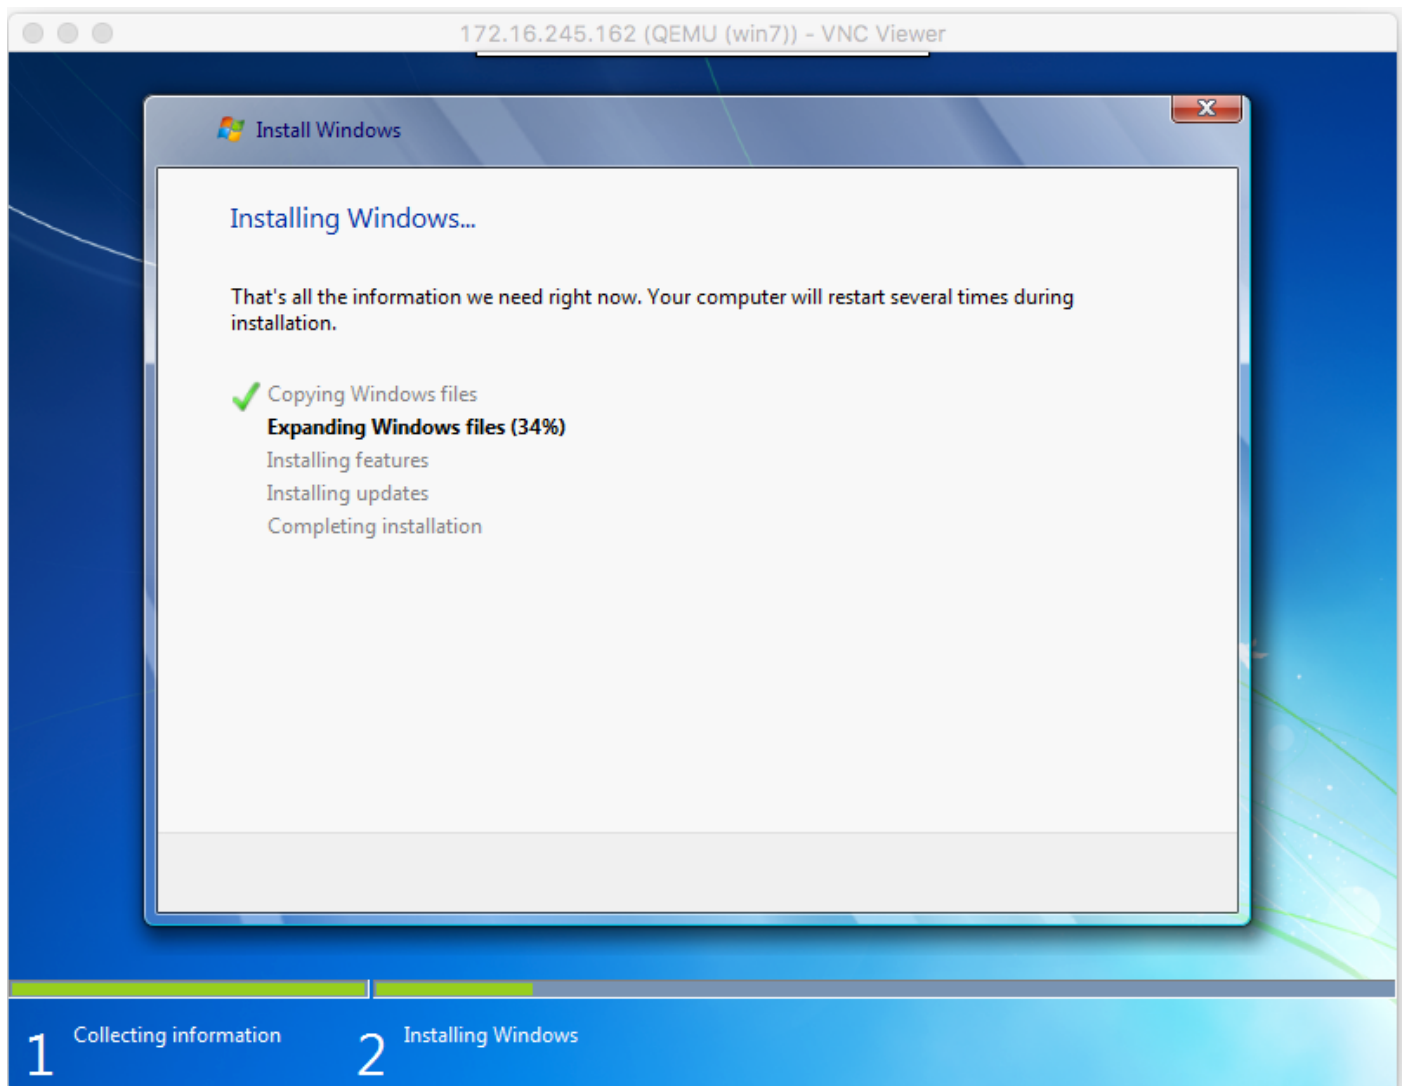 172.16.245.162 (QEMU (win7)) - VNC Viewer
Install Windows
Installing Windows...
That's all the information we need right now. Your computer will restart several times during
installation.
Copying Windows files
Expanding Windows files (34%)
Installing features
Installing updates
Completing installation
1 Collecting information 2 Installing Windows